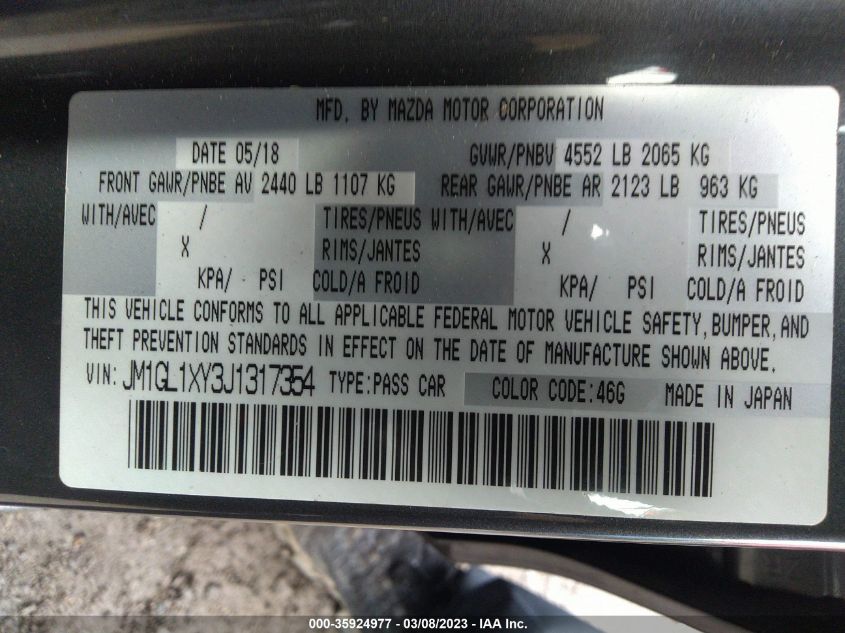 MFD. BY MAZDA MOTOR CORPORATION
DATE 05/18 GVWR/PNBV 4552 LB 2065 KG
FRONT GAWR/PNBE AV 2440 LB 1107 KG REAR GAWR/PNBE AR 2123 LB 963 KG
WITH/AVEC / TIRES/PNEUS WITH/AVEC / TIRES/PNEUS
X RIMS/JANTES X RIMS/JANTES
KPA/ PSI COLD/A FROID KPA/ PSI COLD/A FROID
THIS VEHICLE CONFORMS TO ALL APPLICABLE FEDERAL MOTOR VEHICLE SAFETY, BUMPER, AND
THEFT PREVENTION STANDARDS IN EFFECT ON THE DATE OF MANUFACTURE SHOWN ABOVE.
VIN: JM1GL1XY3J1317354 TYPE:PASS CAR COLOR CODE:46G MADE IN JAPAN
000-35924977 — 03/08/2023 — IAA Inc.